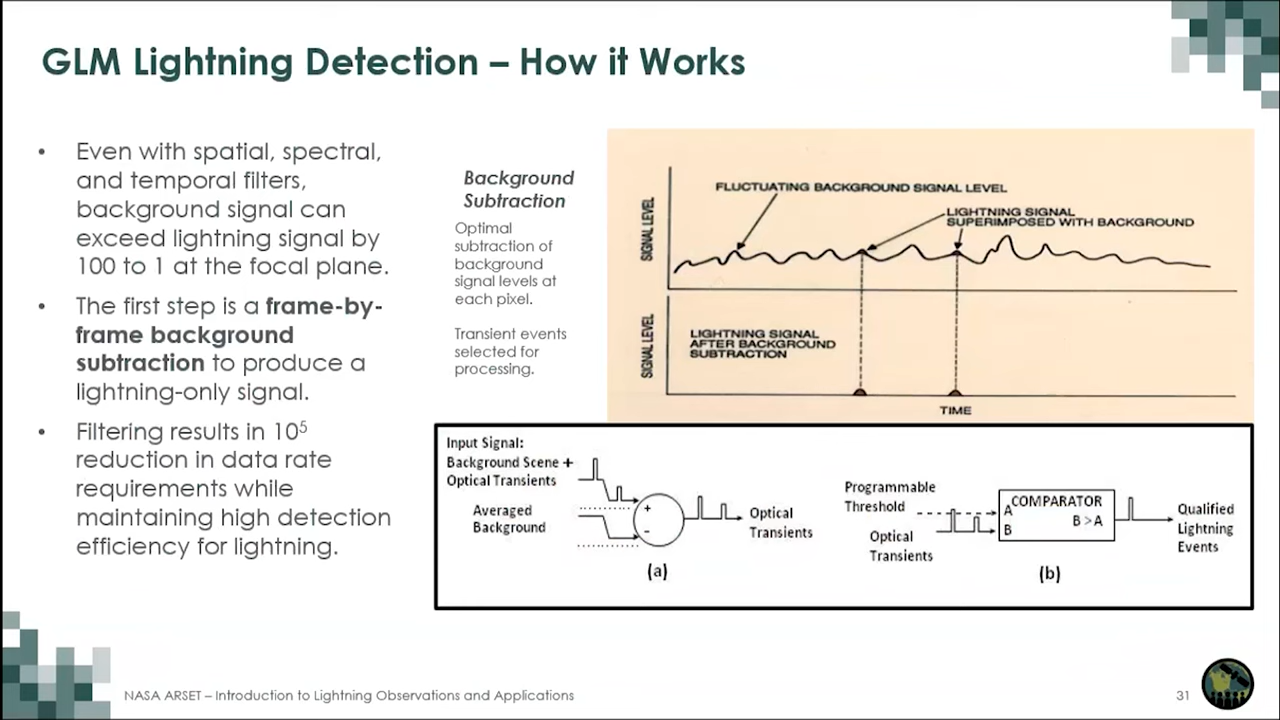 GLM Lightning Detection – How it Works
• Even with spatial, spectral,
and temporal filters,
background signal can
exceed lightning signal by
100 to 1 at the focal plane.
• The first step is a frame-by-
frame background
subtraction to produce a
lightning-only signal.
• Filtering results in 10⁵
reduction in data rate
requirements while
maintaining high detection
efficiency for lightning.
Background
Subtraction
Optimal
subtraction of
background
signal levels at
each pixel.
Transient events
selected for
processing.
SIGNAL LEVEL
FLUCTUATING BACKGROUND SIGNAL LEVEL
LIGHTNING SIGNAL
SUPERIMPOSED WITH BACKGROUND
SIGNAL LEVEL
LIGHTNING SIGNAL
AFTER BACKGROUND
SUBTRACTION
TIME
Input Signal:
Background Scene +
Optical Transients
Averaged
Background
+
-
Optical
Transients
(a)
Programmable
Threshold
Optical
Transients
COMPARATOR
A
B > A
B
Qualified
Lightning
Events
(b)
NASA ARSET – Introduction to Lightning Observations and Applications
31